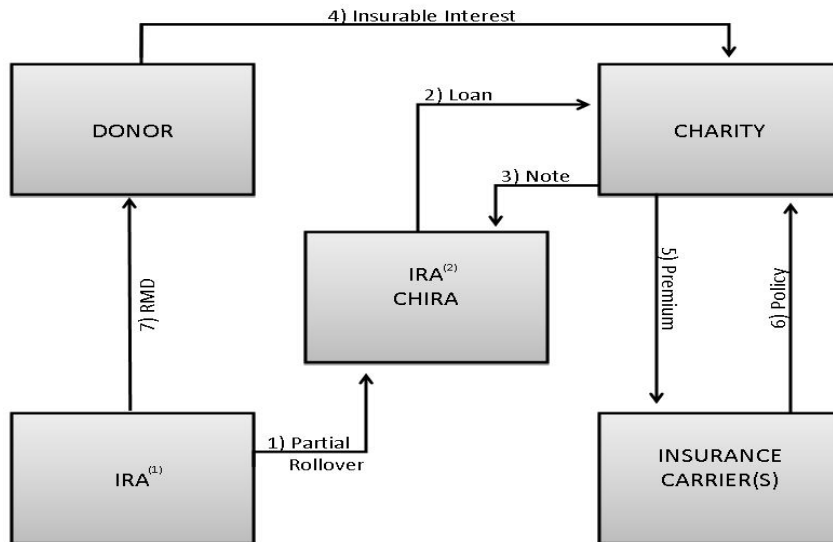 4) Insurable Interest
DONOR
2) Loan
CHARITY
3) Note
IRA(2)
CHIRA
7) RMD
5) Premium
6) Policy
1) Partial
Rollover
IRA(1)
INSURANCE
CARRIER(S)